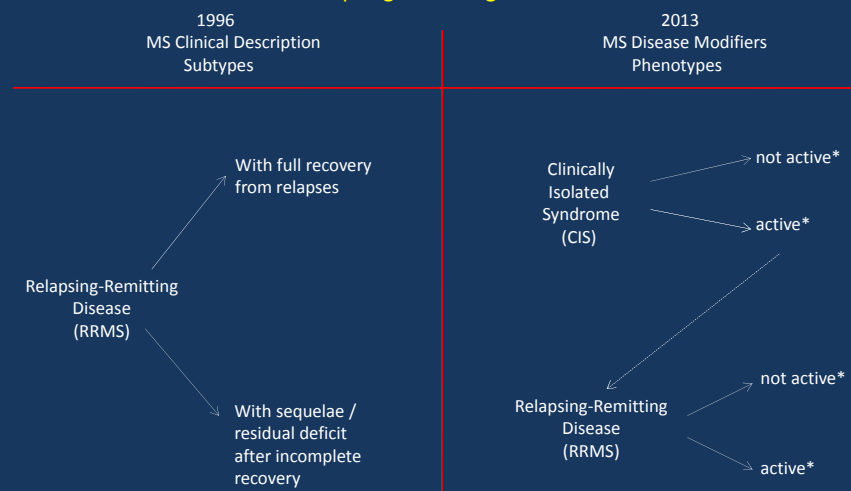 1996
MS Clinical Description
Subtypes
With full recovery
from relapses
Relapsing-Remitting
Disease
(RRMS)
With sequelae /
residual deficit
after incomplete
recovery
2013
MS Disease Modifiers
Phenotypes
Clinically
Isolated
Syndrome
(CIS)
not active*
active*
Relapsing-Remitting
Disease
(RRMS)
not active*
active*